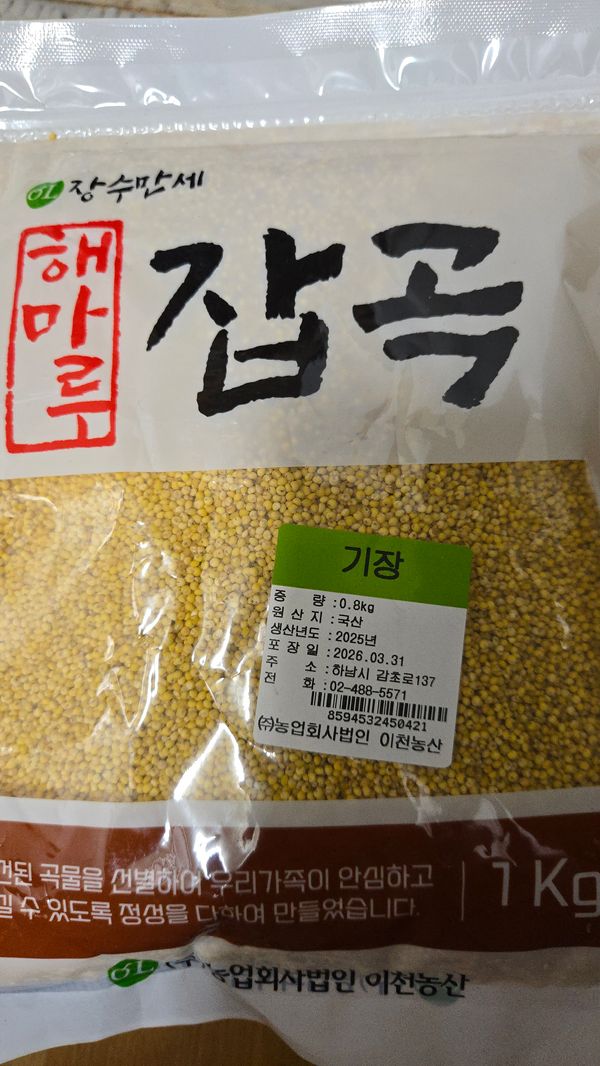 장수만세
해마루
잡곡
기장
중 량 :0.8kg
원 산 지 :국산
생산년도 :2025년
포 장 일 :2026.03.31
주 소 :하남시 감초로137
전 화 :02-488-5571
8594532450421
㈜농업회사법인 이천농산
된 곡물을 선별하여 우리가족이 안심하고
수 있도록 정성을 다하여 만들었습니다.
1Kg
(주)농업회사법인 이천농산